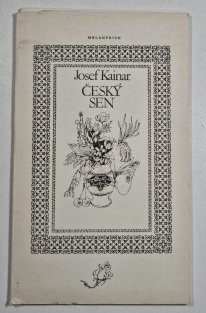 MELANTRICH
Josef Kainar
ČESKÝ
SEN